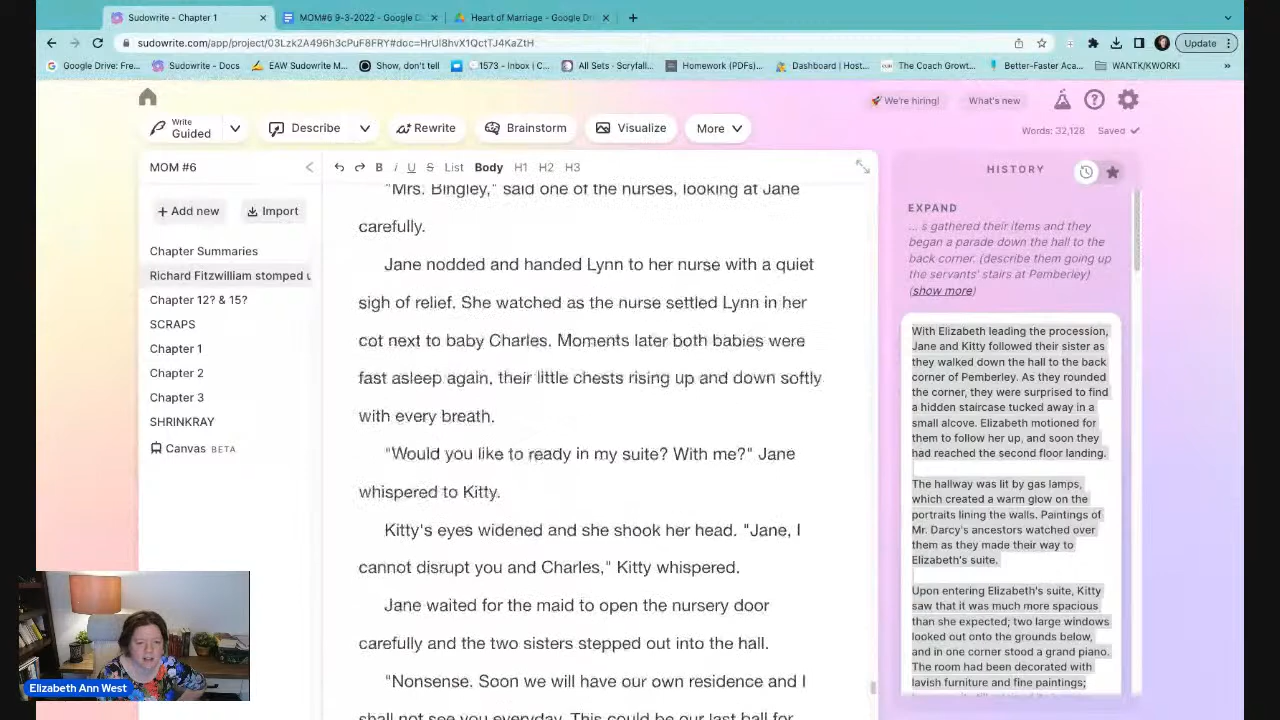 Sudowrite - Chapter 1
MOM#6 9-3-2022 - Google D
Heart of Marriage - Google Dr
sudowrite.com/app/project/03Lzk2A496h3cPuF8FRY#doc=HrUI8hvX1QctTJ4KaZtH
Update
Google Drive: Fre...
Sudowrite - Docs
EAW Sudowrite M...
Show, don't tell
1573 - Inbox | C...
All Sets · Scryfall...
Homework (PDFs)...
Dashboard | Host...
The Coach Growt...
Better-Faster Aca...
WANTK/KWORKI
»
We're hiring!
What's new
Write
Guided
Describe
Rewrite
Brainstorm
Visualize
More
Words: 32,128
Saved
MOM #6
B i U S List Body H1 H2 H3
HISTORY
+ Add new
Import
Chapter Summaries
Richard Fitzwilliam stomped u
Chapter 12? & 15?
SCRAPS
Chapter 1
Chapter 2
Chapter 3
SHRINKRAY
Canvas BETA
"Mrs. Bingley," said one of the nurses, looking at Jane
carefully.
Jane nodded and handed Lynn to her nurse with a quiet
sigh of relief. She watched as the nurse settled Lynn in her
cot next to baby Charles. Moments later both babies were
fast asleep again, their little chests rising up and down softly
with every breath.
"Would you like to ready in my suite? With me?" Jane
whispered to Kitty.
Kitty's eyes widened and she shook her head. "Jane, I
cannot disrupt you and Charles," Kitty whispered.
Jane waited for the maid to open the nursery door
carefully and the two sisters stepped out into the hall.
"Nonsense. Soon we will have our own residence and I
shall not see you everyday. This could be our last ball for
EXPAND
... s gathered their items and they
began a parade down the hall to the
back corner. (describe them going up
the servants' stairs at Pemberley)
(show more)
With Elizabeth leading the procession,
Jane and Kitty followed their sister as
they walked down the hall to the back
corner of Pemberley. As they rounded
the corner, they were surprised to find
a hidden staircase tucked away in a
small alcove. Elizabeth motioned for
them to follow her up, and soon they
had reached the second floor landing.
The hallway was lit by gas lamps,
which created a warm glow on the
portraits lining the walls. Paintings of
Mr. Darcy's ancestors watched over
them as they made their way to
Elizabeth's suite.
Upon entering Elizabeth's suite, Kitty
saw that it was much more spacious
than she expected; two large windows
looked out onto the grounds below,
and in one corner stood a grand piano.
The room had been decorated with
lavish furniture and fine paintings;
Elizabeth Ann West